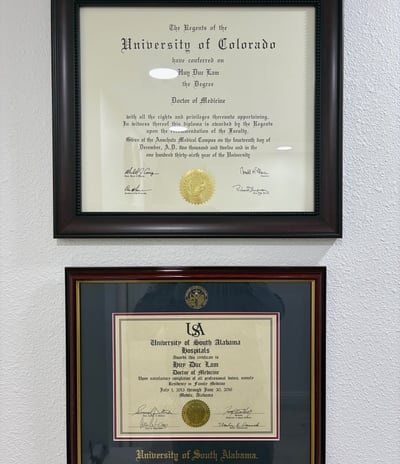 The Regents of the
University of Colorado
have conferred on
Huy Duc Lam
the Degree
Doctor of Medicine
with all the rights and privileges thereunto appertaining.
In witness thereof this diploma is awarded by the Regents
upon the recommendation of the Faculty.
Given at the Anschutz Medical Campus on the fourteenth day of
December, A.D. two thousand and twelve and in the
one hundred thirty-sixth year of the University
USA
University of South Alabama
Hospitals
Awards this certificate to
Huy Duc Lam
Doctor of Medicine
Upon satisfactory completion of all professional duties, namely
Residency in Family Medicine
July 1, 2013 through June 30, 2016
Mobile, Alabama
University of South Alabama